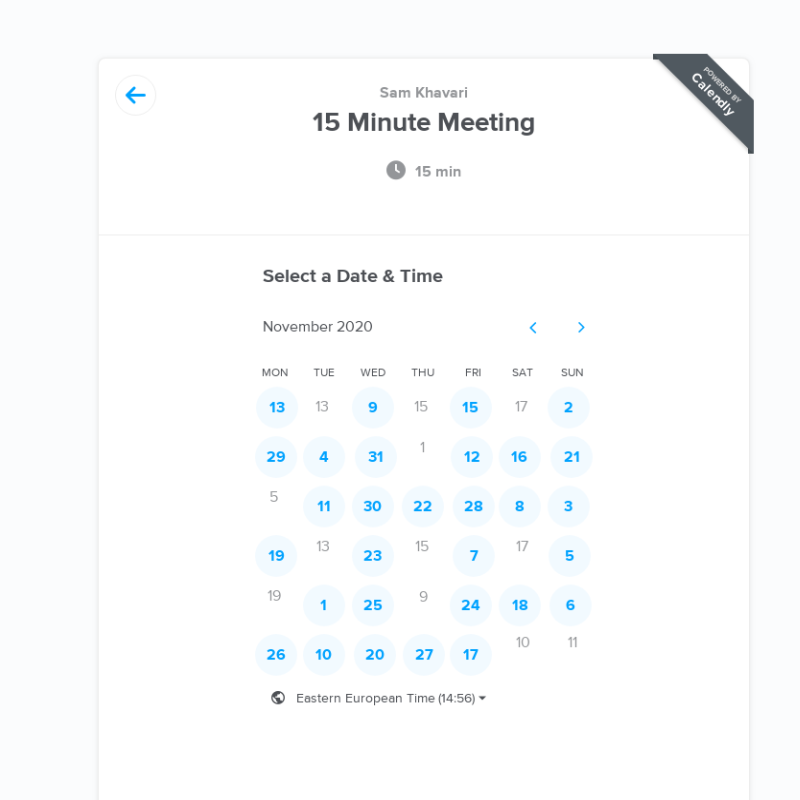 POWERED BY
Calendly
Sam Khavari
15 Minute Meeting
15 min
Select a Date & Time
November 2020
MON TUE WED THU FRI SAT SUN
13 13 9 15 15 17 2
29 4 31 1 12 16 21
5 11 30 22 28 8 3
19 13 23 15 7 17 5
19 1 25 9 24 18 6
26 10 20 27 17 10 11
Eastern European Time (14:56)